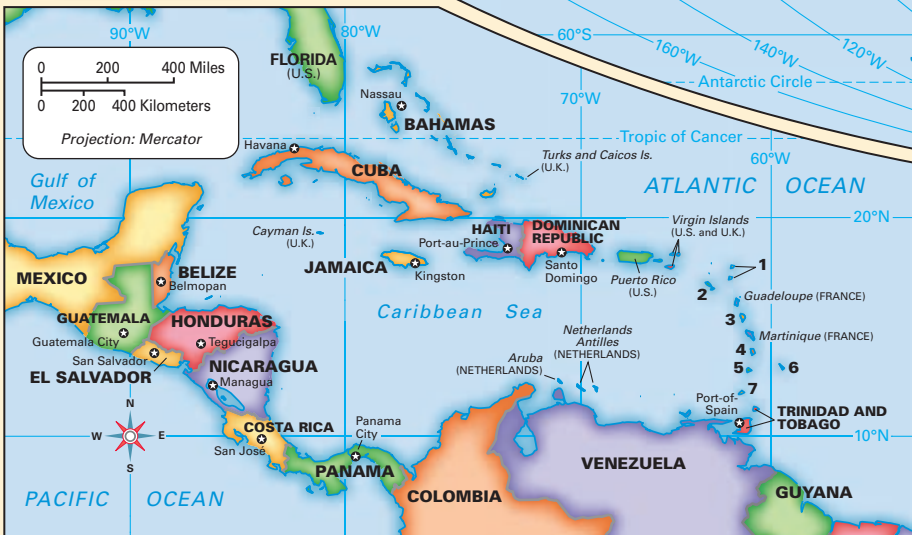 90°W
80°W
60°S
160°W
140°W
120°W
Antarctic Circle
0 200 400 Miles
0 200 400 Kilometers
Projection: Mercator
FLORIDA
(U.S.)
Nassau
BAHAMAS
70°W
Tropic of Cancer
60°W
Havana
CUBA
Turks and Caicos Is.
(U.K.)
Gulf of
Mexico
ATLANTIC OCEAN
20°N
Cayman Is.
(U.K.)
HAITI
Port-au-Prince
DOMINICAN
REPUBLIC
Santo
Domingo
Virgin Islands
(U.S. and U.K.)
JAMAICA
Kingston
Puerto Rico
(U.S.)
1
2
Guadeloupe (FRANCE)
3
Martinique (FRANCE)
4
5
6
7
MEXICO
BELIZE
Belmopan
Caribbean Sea
GUATEMALA
Guatemala City
HONDURAS
Tegucigalpa
San Salvador
EL SALVADOR
NICARAGUA
Managua
Netherlands
Antilles
(NETHERLANDS)
Aruba
(NETHERLANDS)
Port-of-
Spain
TRINIDAD AND
TOBAGO
10°N
N
W E
S
COSTA RICA
San José
Panama
City
PANAMA
COLOMBIA
VENEZUELA
GUYANA
PACIFIC OCEAN